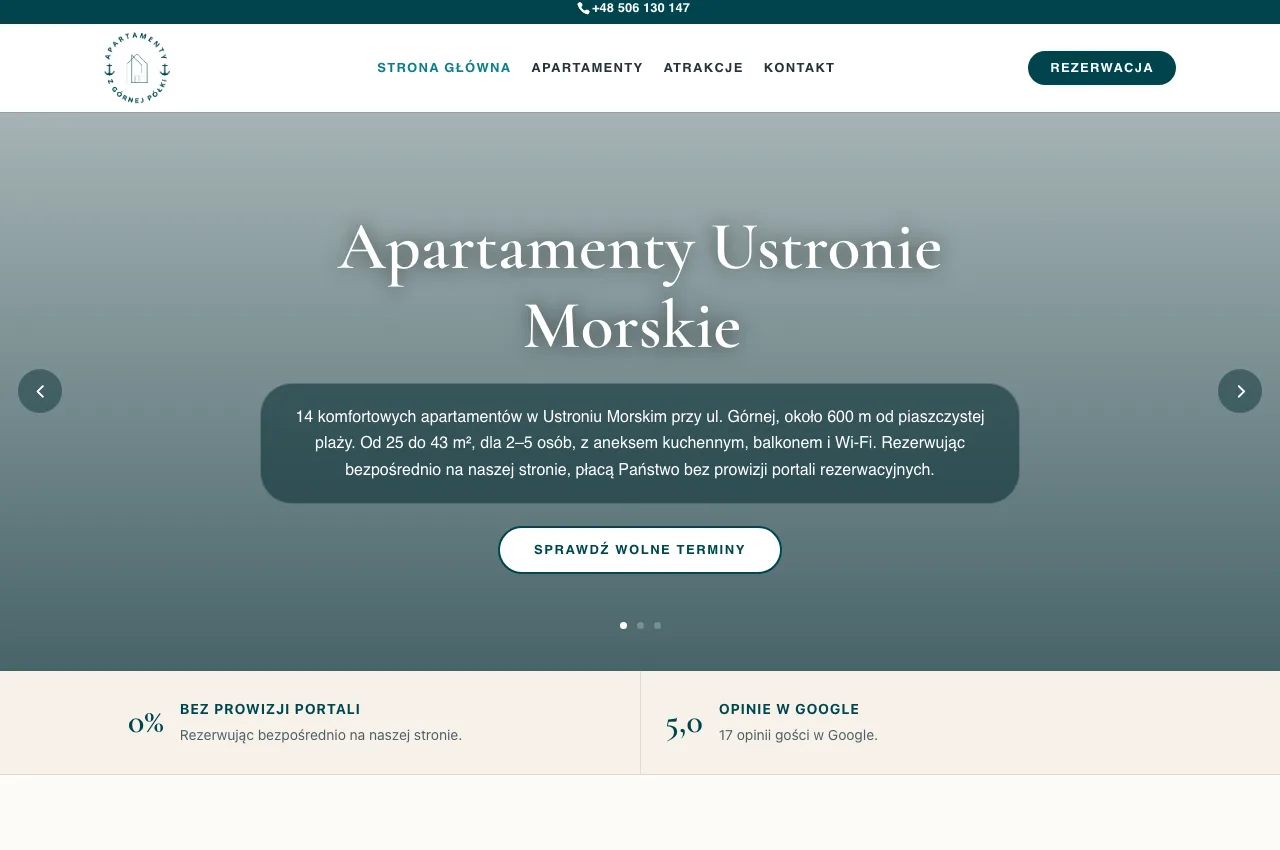 +48 506 130 147
APARTAMENTY
Z GÓRNEJ PÓŁKI
STRONA GŁÓWNA
APARTAMENTY
ATRAKCJE
KONTAKT
REZERWACJA
Apartamenty Ustronie
Morskie
14 komfortowych apartamentów w Ustroniu Morskim przy ul. Górnej, około 600 m od piaszczystej
plaży. Od 25 do 43 m², dla 2–5 osób, z aneksem kuchennym, balkonem i Wi-Fi. Rezerwując
bezpośrednio na naszej stronie, płacą Państwo bez prowizji portali rezerwacyjnych.
SPRAWDŹ WOLNE TERMINY
0%
BEZ PROWIZJI PORTALI
Rezerwując bezpośrednio na naszej stronie.
5,0
OPINIE W GOOGLE
17 opinii gości w Google.